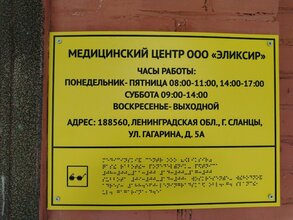 МЕДИЦИНСКИЙ ЦЕНТР ООО «ЭЛИКСИР»
ЧАСЫ РАБОТЫ:
ПОНЕДЕЛЬНИК- ПЯТНИЦА 08:00-11:00, 14:00-17:00
СУББОТА 09:00-14:00
ВОСКРЕСЕНЬЕ- ВЫХОДНОЙ
АДРЕС: 188560, ЛЕНИНГРАДСКАЯ ОБЛ., Г. СЛАНЦЫ,
УЛ. ГАГАРИНА, Д. 5А